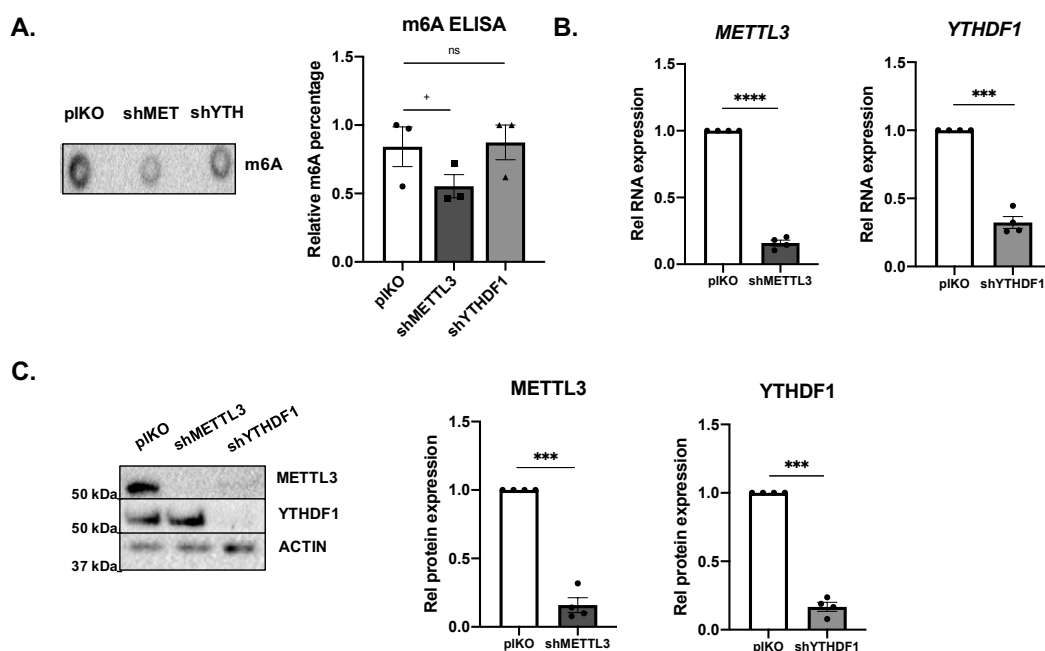 A.
pIKO shMET shYTH
m6A
m6A ELISA
ns
+
Relative m6A percentage
1.5
1.0
0.5
0.0
pIKO
shMETTL3
shYTHDF1
B.
METTL3
****
Rel RNA expression
1.5
1.0
0.5
0.0
pIKO shMETTL3
YTHDF1
***
Rel RNA expression
1.5
1.0
0.5
0.0
pIKO shYTHDF1
C.
pIKO
shMETTL3
shYTHDF1
METTL3
50 kDa
YTHDF1
50 kDa
ACTIN
37 kDa
METTL3
***
Rel protein expression
1.5
1.0
0.5
0.0
pIKO shMETTL3
YTHDF1
***
Rel protein expression
1.5
1.0
0.5
0.0
pIKO shYTHDF1